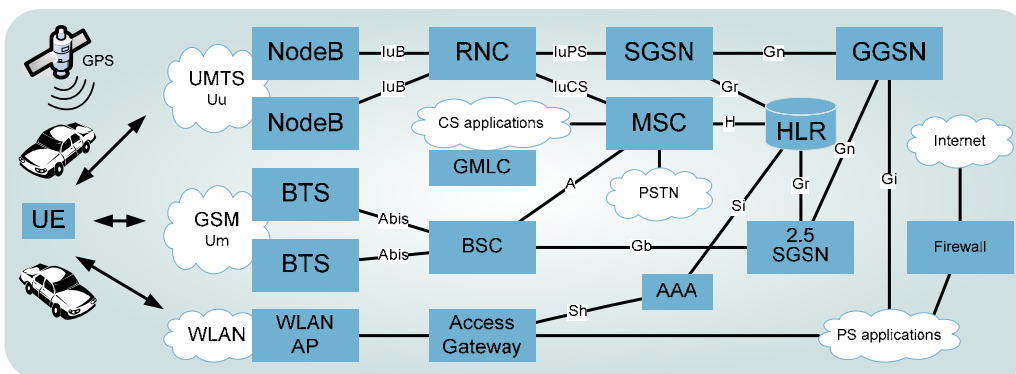 GPS
UMTS
Uu
NodeB
IuB
RNC
IuPS
SGSN
Gn
GGSN
IuB
IuCS
Gr
NodeB
CS applications
MSC
H
HLR
Internet
GMLC
PSTN
A
Gn
Gr
Gi
Si
UE
GSM
Um
BTS
Abis
BTS
Abis
BSC
Gb
2.5
SGSN
Firewall
AAA
Sh
WLAN
WLAN
AP
Access
Gateway
PS applications